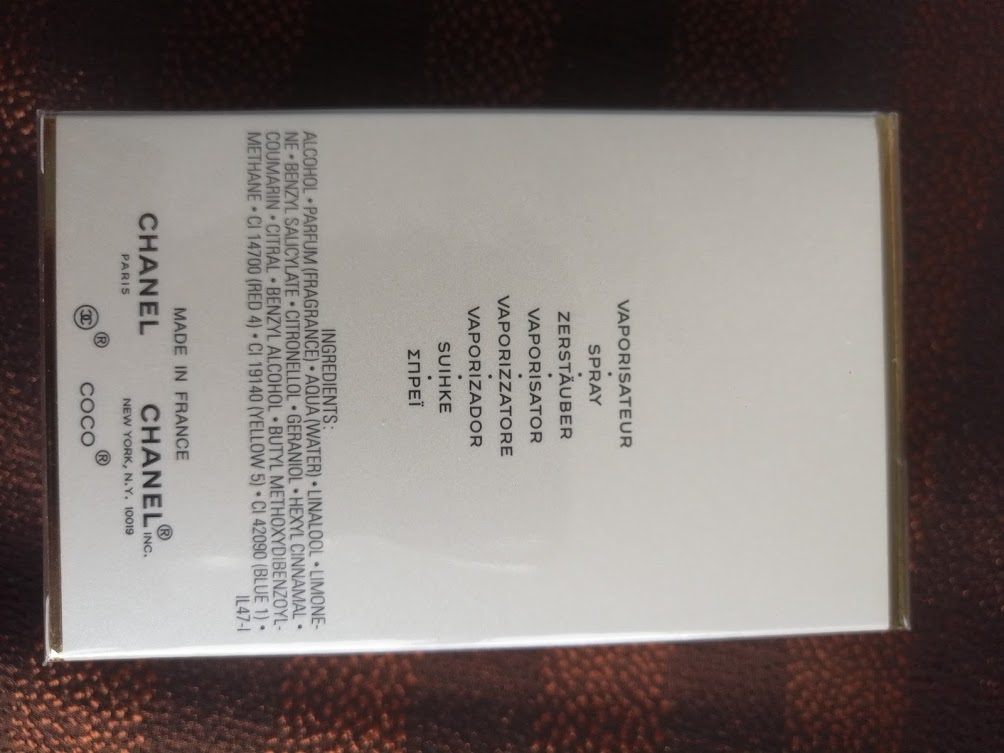 VAPORISATEUR
•
SPRAY
•
ZERSTÄUBER
•
VAPORISATOR
•
VAPORIZZATORE
•
VAPORIZADOR
•
SUIHKE
•
ΣΠΡΕΪ
INGREDIENTS:
ALCOHOL • PARFUM (FRAGRANCE) • AQUA (WATER) • LINALOOL • LIMONE-
NE • BENZYL SALICYLATE • CITRONELLOL • GERANIOL • HEXYL CINNAMAL •
COUMARIN • CITRAL • BENZYL ALCOHOL • BUTYL METHOXYDIBENZOYL-
METHANE • CI 14700 (RED 4) • CI 19140 (YELLOW 5) • CI 42090 (BLUE 1) •
IL47-I
MADE IN FRANCE
CHANEL CHANEL® INC.
PARIS NEW YORK, N.Y. 10019
® COCO®